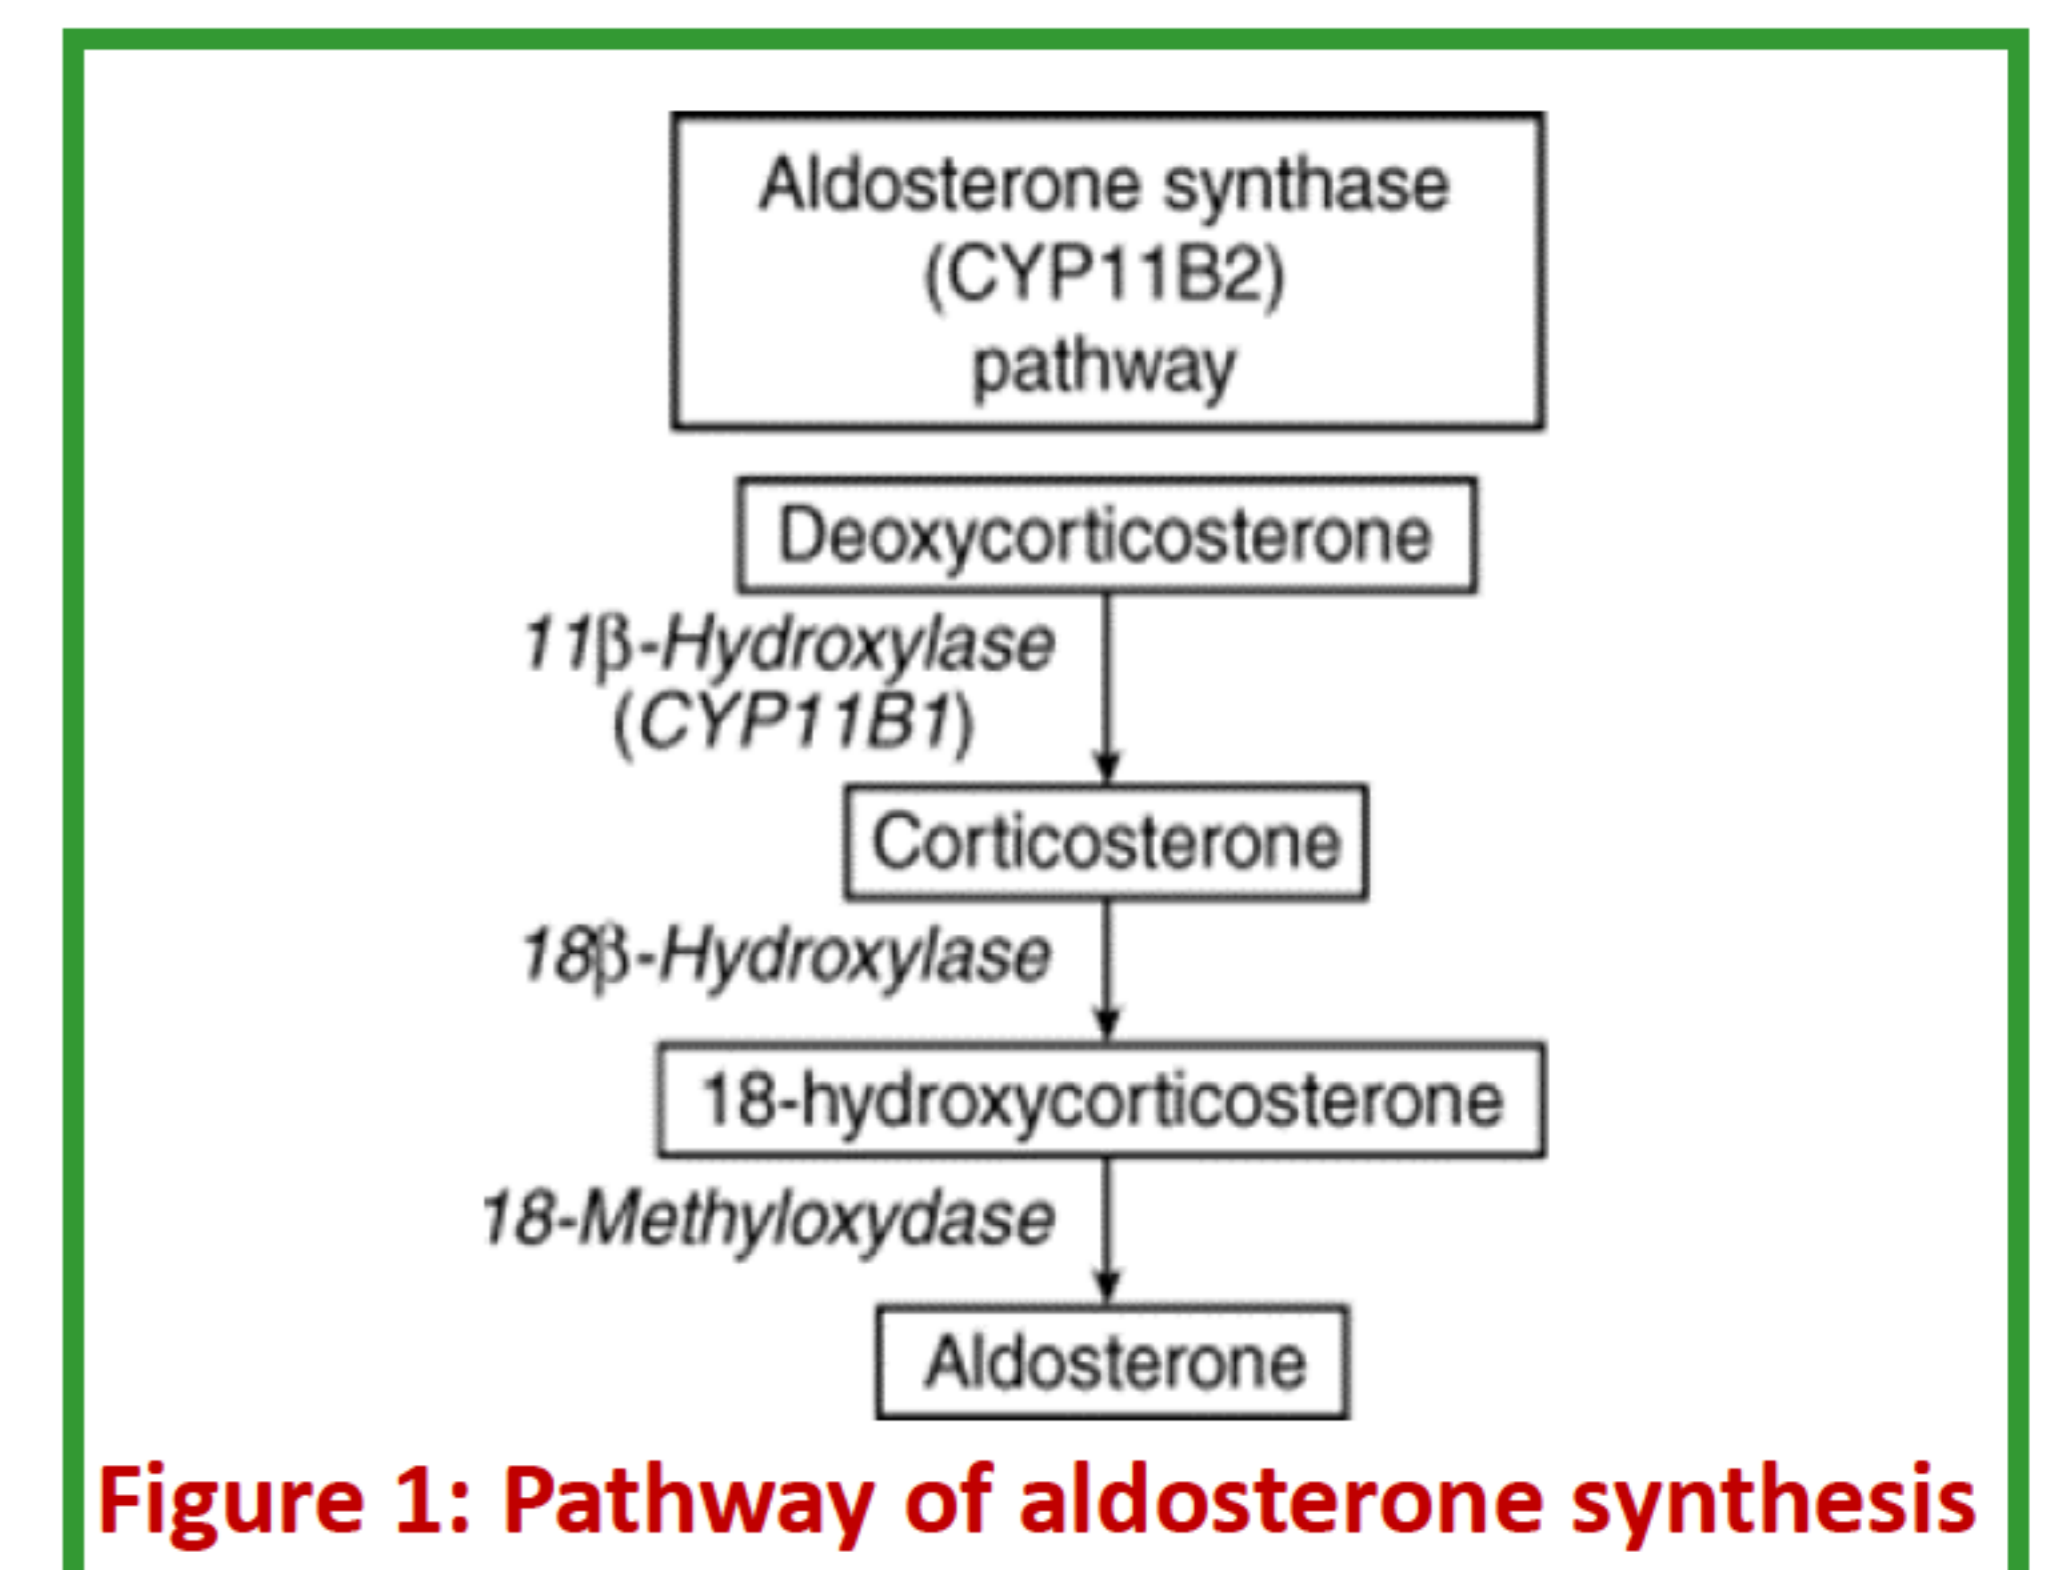 Aldosterone synthase
(CYP11B2)
pathway
Deoxycorticosterone
11β-Hydroxylase
(CYP11B1)
Corticosterone
18β-Hydroxylase
18-hydroxycorticosterone
18-Methyloxydase
Aldosterone
Figure 1: Pathway of aldosterone synthesis